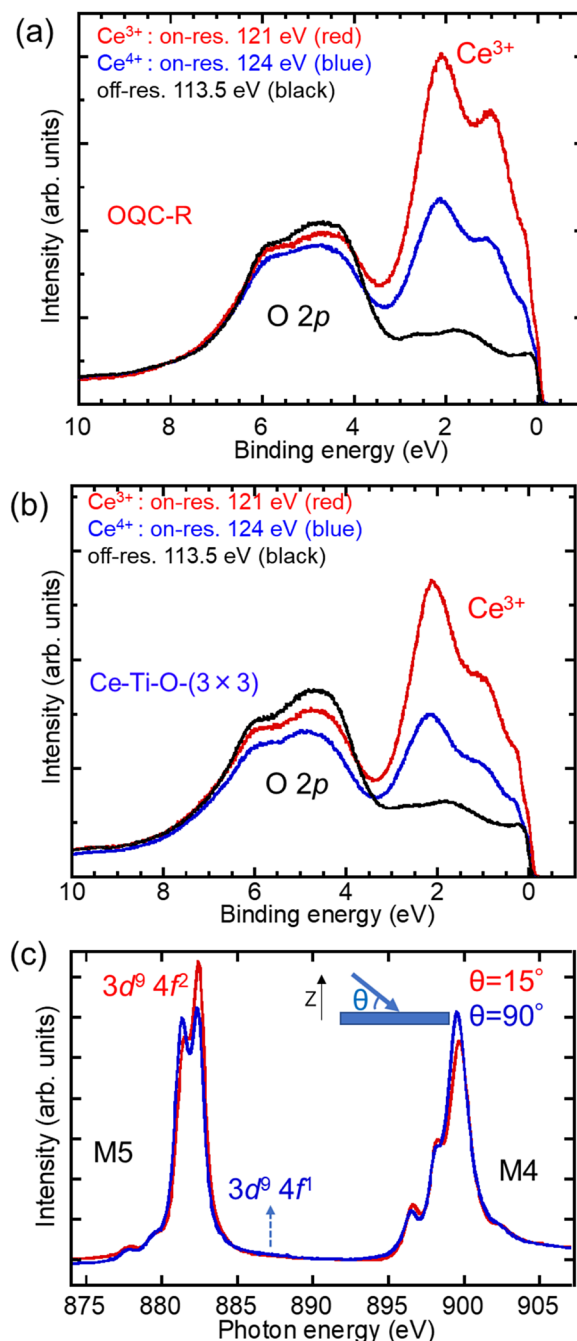 (a)
Ce³⁺ : on-res. 121 eV (red)
Ce⁴⁺ : on-res. 124 eV (blue)
off-res. 113.5 eV (black)
Ce³⁺
OQC-R
O 2p
Intensity (arb. units)
10 8 6 4 2 0
Binding energy (eV)
(b)
Ce³⁺ : on-res. 121 eV (red)
Ce⁴⁺ : on-res. 124 eV (blue)
off-res. 113.5 eV (black)
Ce³⁺
Ce-Ti-O-(3×3)
O 2p
Intensity (arb. units)
10 8 6 4 2 0
Binding energy (eV)
(c)
3d⁹ 4f²
Z
θ
θ=15°
θ=90°
M5
3d⁹ 4f¹
M4
Intensity (arb. units)
875 880 885 890 895 900 905
Photon energy (eV)